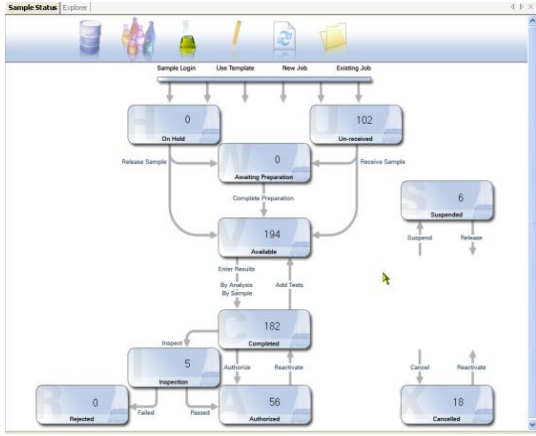 Sample Status Explorer
Sample Login Use Template New Job Existing Job
H 0 On Hold
U 102 Un-received
Release Sample
W 0 Awaiting Preparation
Receive Sample
Complete Preparation
S 6 Suspended
V 194 Available
Suspend Release
Enter Results
By Analysis
By Sample
Add Tests
C 182 Completed
Inspect
I 5 Inspection
Authorize Reactivate
Cancel Reactivate
R 0 Rejected
Failed Passed
A 56 Authorized
X 18 Cancelled